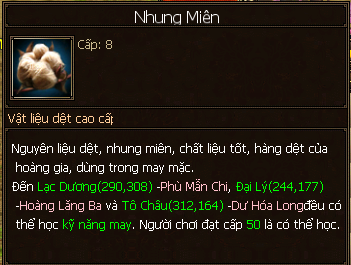 Nhung Miên
Cấp: 8
Vật liệu dệt cao cấ
Nguyên liệu dệt, nhung miên, chất liệu tốt, hàng dệt của
hoàng gia, dùng trong may mặc.
Đến Lạc Dương(290,308) -Phù Mẫn Chi, Đại Lý(244,177)
-Hoàng Lăng Ba và Tô Châu(312,164) -Dư Hóa Longđều có
thể học kỹ năng may. Người chơi đạt cấp 50 là có thể học.